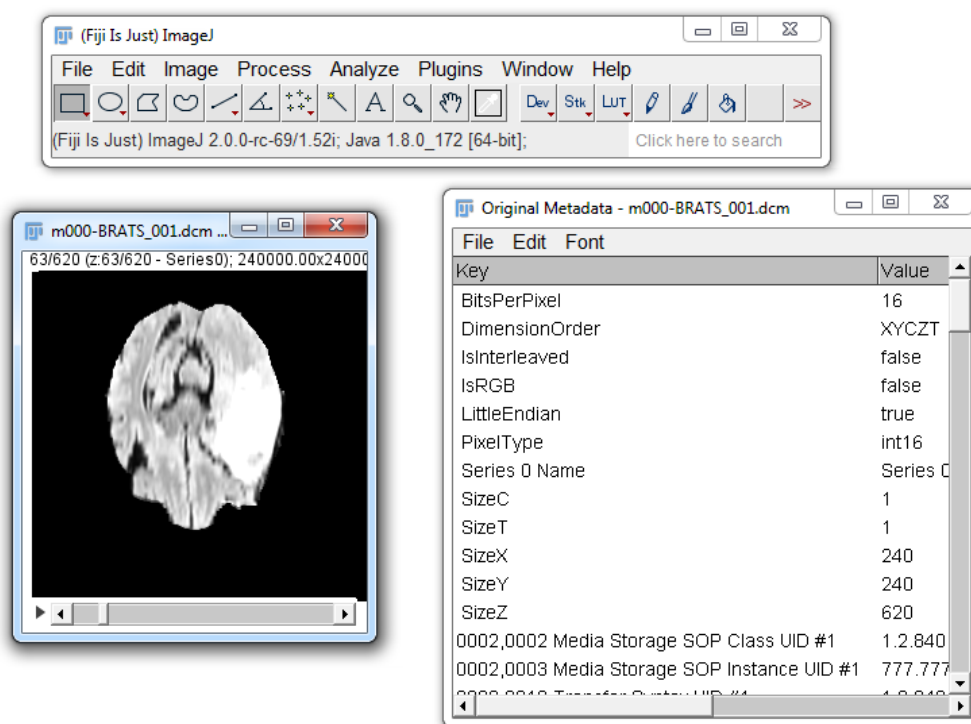 (Fiji Is Just) ImageJ
File Edit Image Process Analyze Plugins Window Help
A Dev Stk LUT >>
(Fiji Is Just) ImageJ 2.0.0-rc-69/1.52i; Java 1.8.0_172 [64-bit]; Click here to search
m000-BRATS_001.dcm ...
63/620 (z:63/620 - Series0); 240000.00x24000
Original Metadata - m000-BRATS_001.dcm
File Edit Font
Key Value
BitsPerPixel 16
DimensionOrder XYCZT
IsInterleaved false
IsRGB false
LittleEndian true
PixelType int16
Series 0 Name Series 0
SizeC 1
SizeT 1
SizeX 240
SizeY 240
SizeZ 620
0002,0002 Media Storage SOP Class UID #1 1.2.840
0002,0003 Media Storage SOP Instance UID #1 777.777